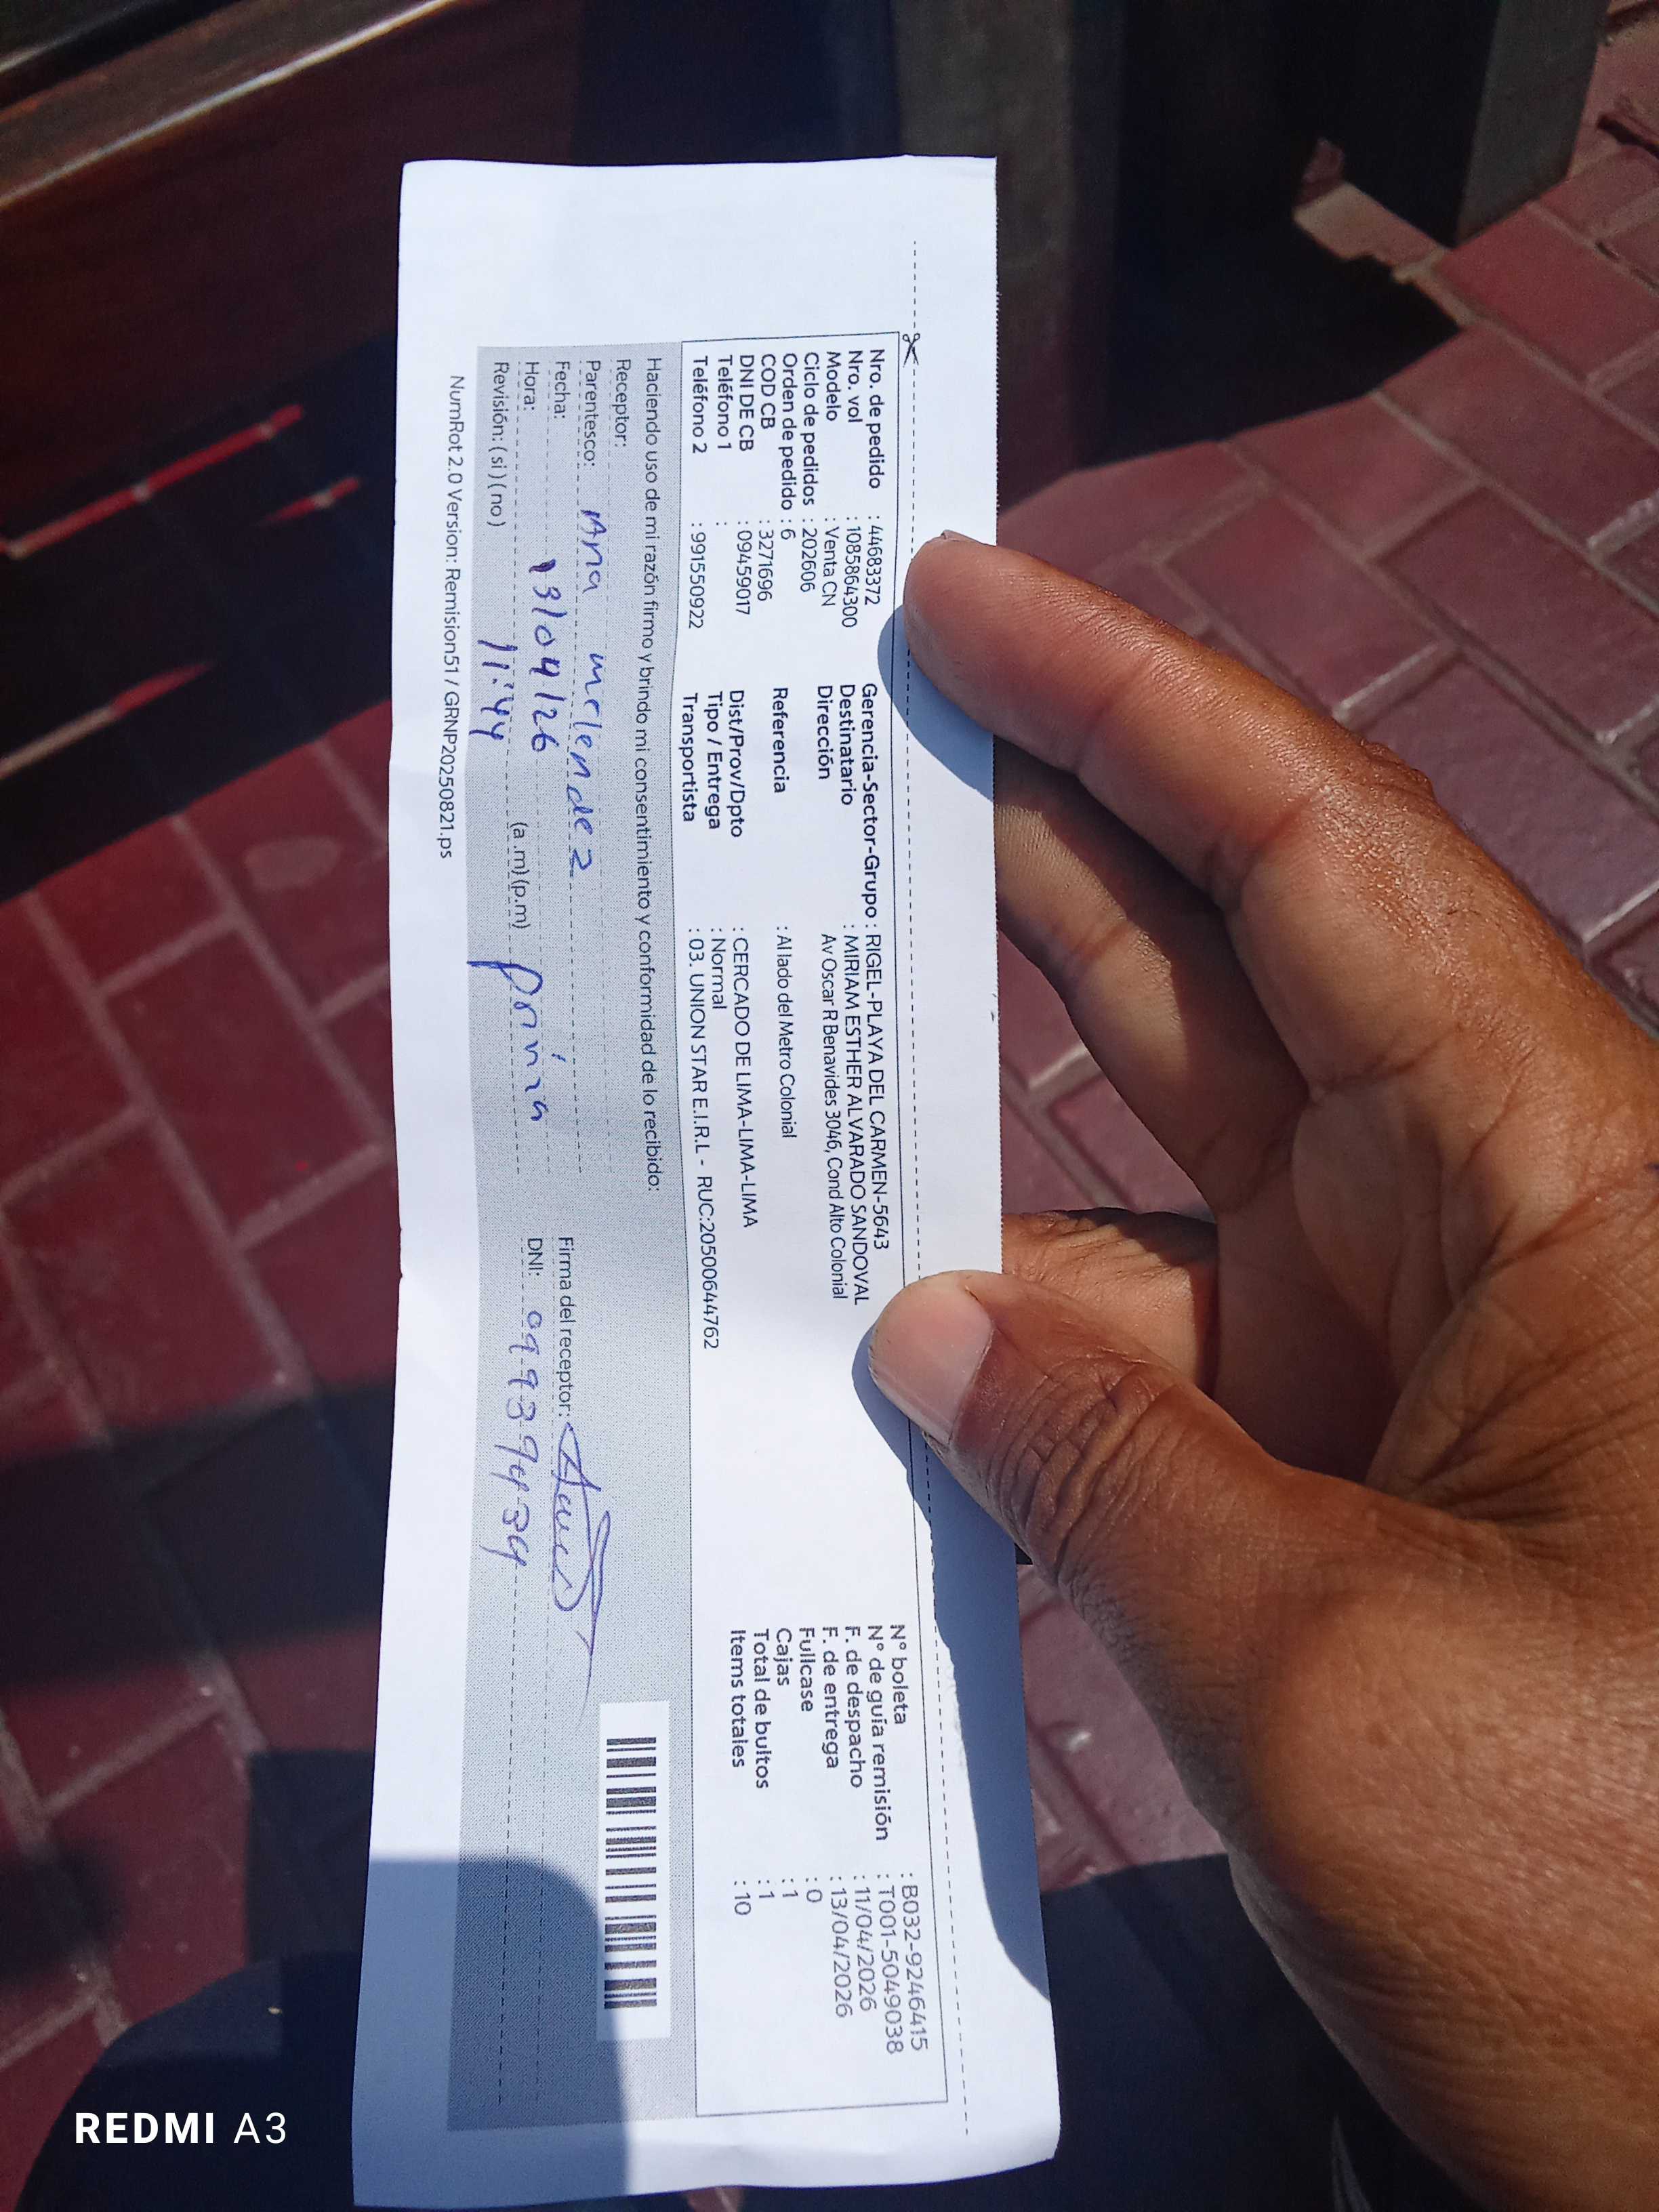 Nro. de pedido : 44683372
Nro. vol : 1085864300
Modelo : Venta CN
Ciclo de pedidos : 202606
Orden de pedido : 6
COD CB : 3271696
DNI DE CB : 09459017
Teléfono 1 :
Teléfono 2 : 991550922
Gerencia-Sector-Grupo : RIGEL-PLAYA DEL CARMEN-5643
Destinatario : MIRIAM ESTHER ALVARADO SANDOVAL
Dirección Av Oscar R Benavides 3046, Cond Alto Colonial
Referencia : Al lado del Metro Colonial
Dist/Prov/Dpto : CERCADO DE LIMA-LIMA-LIMA
Tipo / Entrega : Normal
Transportista : 03. UNION STAR E.I.R.L - RUC:20500644762
N° boleta : B032-9246415
N° de guía remisión : T001-5049038
F. de despacho : 11/04/2026
F. de entrega : 13/04/2026
Fullcase : 0
Cajas : 1
Total de bultos : 1
Items totales : 10
Haciendo uso de mi razón firmo y brindo mi consentimiento y conformidad de lo recibido:
Receptor:
Parentesco: Ana melendez
Fecha: 13/04/26
Hora: 11:44 (a.m) (p.m)
Revisión: (si) (no)
Firma del receptor:
DNI:
NumRot 2.0 Version: Remision51 / GRNP20250821.ps
REDMI A3